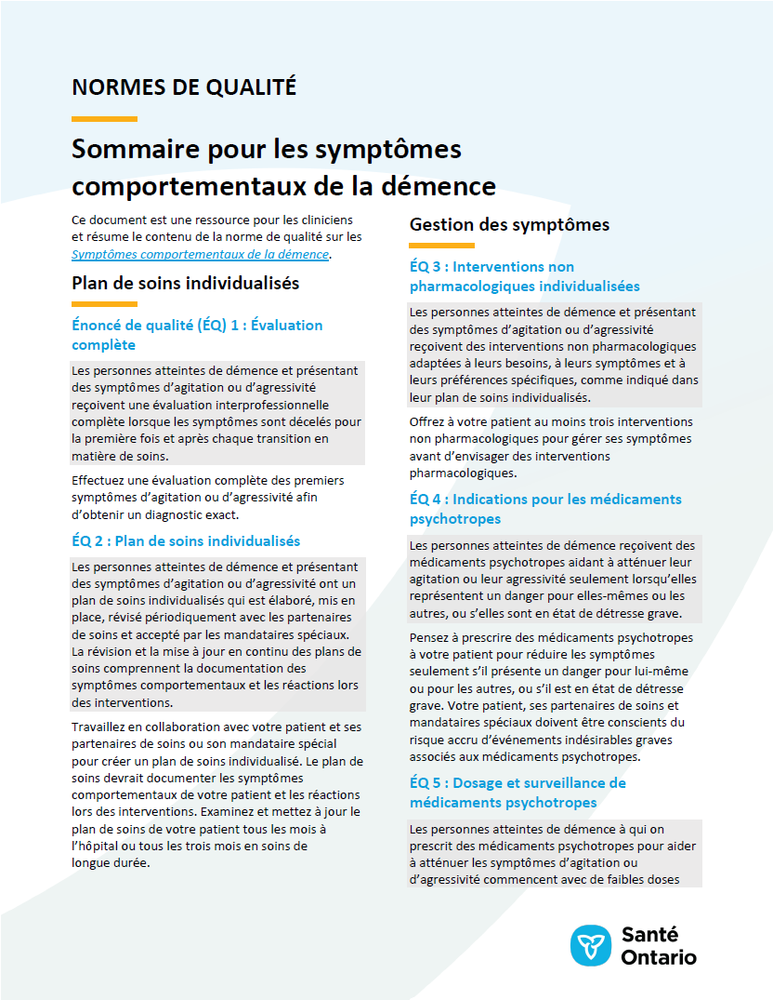 NORMES DE QUALITÉ
Sommaire pour les symptômes
comportementaux de la démence
Ce document est une ressource pour les cliniciens
et résume le contenu de la norme de qualité sur les
Symptômes comportementaux de la démence.
Plan de soins individualisés
Énoncé de qualité (ÉQ) 1 : Évaluation
complète
Les personnes atteintes de démence et présentant
des symptômes d’agitation ou d’agressivité
reçoivent une évaluation interprofessionnelle
complète lorsque les symptômes sont décelés pour
la première fois et après chaque transition en
matière de soins.
Effectuez une évaluation complète des premiers
symptômes d’agitation ou d’agressivité afin
d’obtenir un diagnostic exact.
ÉQ 2 : Plan de soins individualisés
Les personnes atteintes de démence et présentant
des symptômes d’agitation ou d’agressivité ont un
plan de soins individualisés qui est élaboré, mis en
place, révisé périodiquement avec les partenaires
de soins et accepté par les mandataires spéciaux.
La révision et la mise à jour en continu des plans de
soins comprennent la documentation des
symptômes comportementaux et les réactions lors
des interventions.
Travaillez en collaboration avec votre patient et ses
partenaires de soins ou son mandataire spécial
pour créer un plan de soins individualisé. Le plan de
soins devrait documenter les symptômes
comportementaux de votre patient et les réactions
lors des interventions. Examinez et mettez à jour le
plan de soins de votre patient tous les mois à
l’hôpital ou tous les trois mois en soins de
longue durée.
Gestion des symptômes
ÉQ 3 : Interventions non
pharmacologiques individualisées
Les personnes atteintes de démence et présentant
des symptômes d’agitation ou d’agressivité
reçoivent des interventions non pharmacologiques
adaptées à leurs besoins, à leurs symptômes et à
leurs préférences spécifiques, comme indiqué dans
leur plan de soins individualisés.
Offrez à votre patient au moins trois interventions
non pharmacologiques pour gérer ses symptômes
avant d’envisager des interventions
pharmacologiques.
ÉQ 4 : Indications pour les médicaments
psychotropes
Les personnes atteintes de démence reçoivent des
médicaments psychotropes aidant à atténuer leur
agitation ou leur agressivité seulement lorsqu’elles
représentent un danger pour elles-mêmes ou les
autres, ou s’elles sont en état de détresse grave.
Pensez à prescrire des médicaments psychotropes
à votre patient pour réduire les symptômes
seulement s’il présente un danger pour lui-même
ou pour les autres, ou s’il est en état de détresse
grave. Votre patient, ses partenaires de soins et
mandataires spéciaux doivent être conscients du
risque accru d’événements indésirables graves
associés aux médicaments psychotropes.
ÉQ 5 : Dosage et surveillance de
médicaments psychotropes
Les personnes atteintes de démence à qui on
prescrit des médicaments psychotropes pour aider
à atténuer les symptômes d’agitation ou
d’agressivité commencent avec de faibles doses
Santé
Ontario